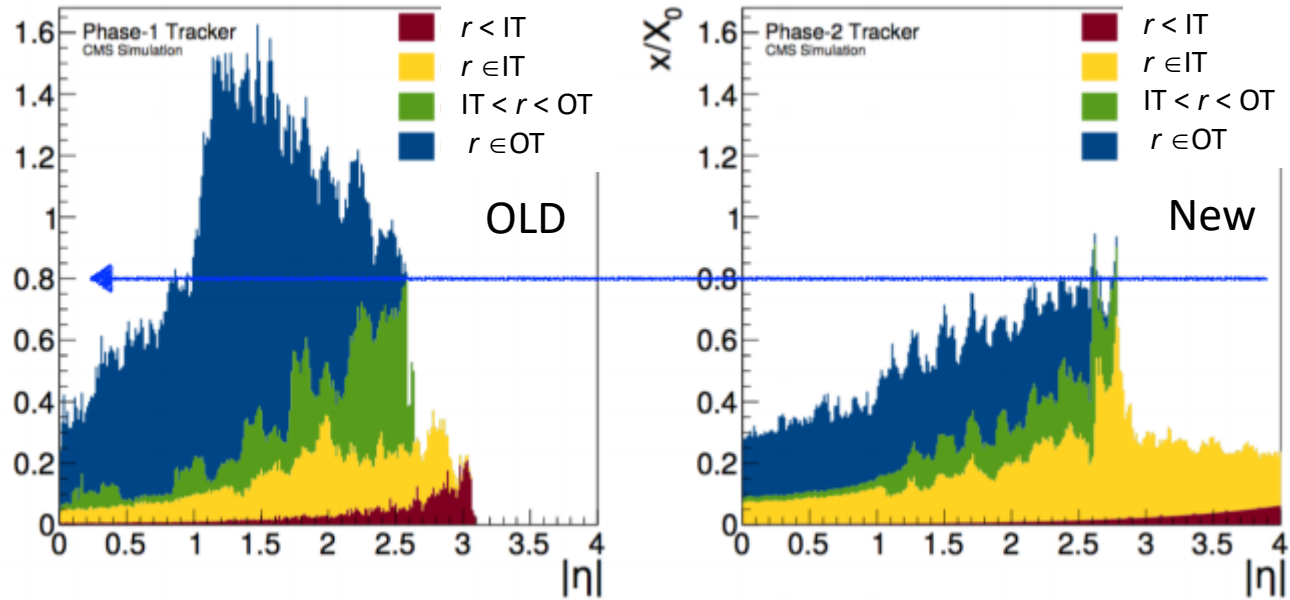 Phase-1 Tracker
CMS Simulation
r < IT
r ∈IT
IT < r < OT
r ∈OT
OLD
1.6
1.4
1.2
1
0.8
0.6
0.4
0.2
0
0 0.5 1 1.5 2 2.5 3 3.5 4
|η|
x/X₀
Phase-2 Tracker
CMS Simulation
r < IT
r ∈IT
IT < r < OT
r ∈OT
New
1.6
1.4
1.2
1
0.8
0.6
0.4
0.2
0
0 0.5 1 1.5 2 2.5 3 3.5 4
|η|